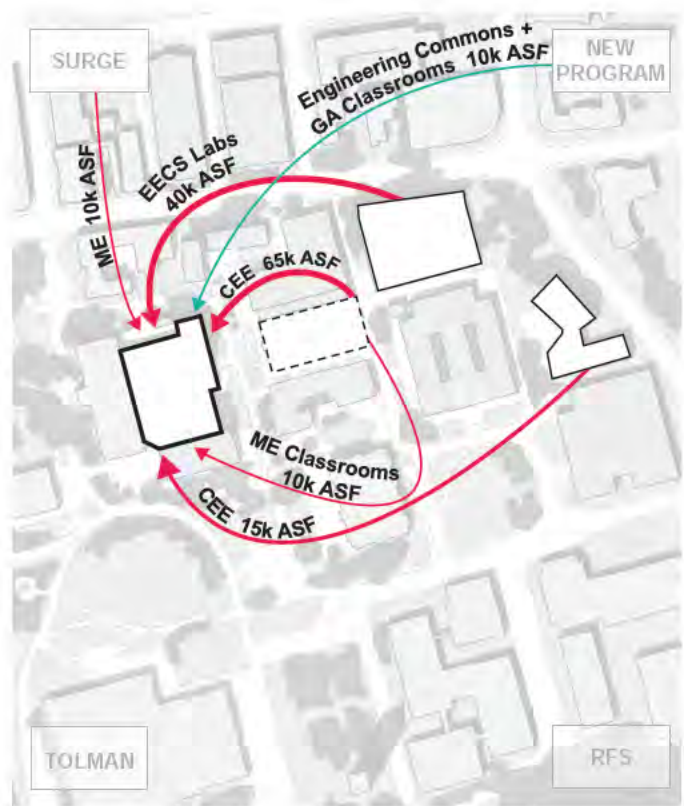 SURGE
NEW
PROGRAM
Engineering Commons +
GA Classrooms 10k ASF
EECS Labs
40k ASF
ME 10k ASF
CEE 65k ASF
ME Classrooms
10k ASF
CEE 15k ASF
TOLMAN
RFS